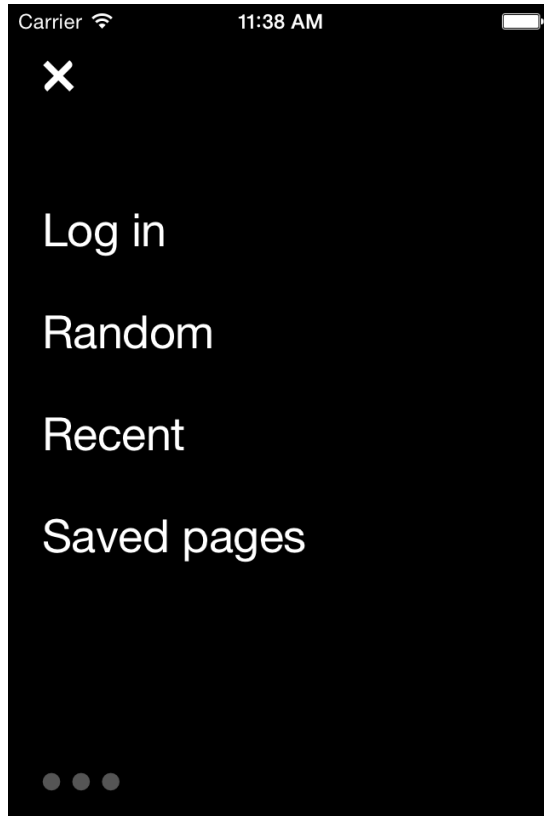 Carrier
11:38 AM
Log in
Random
Recent
Saved pages